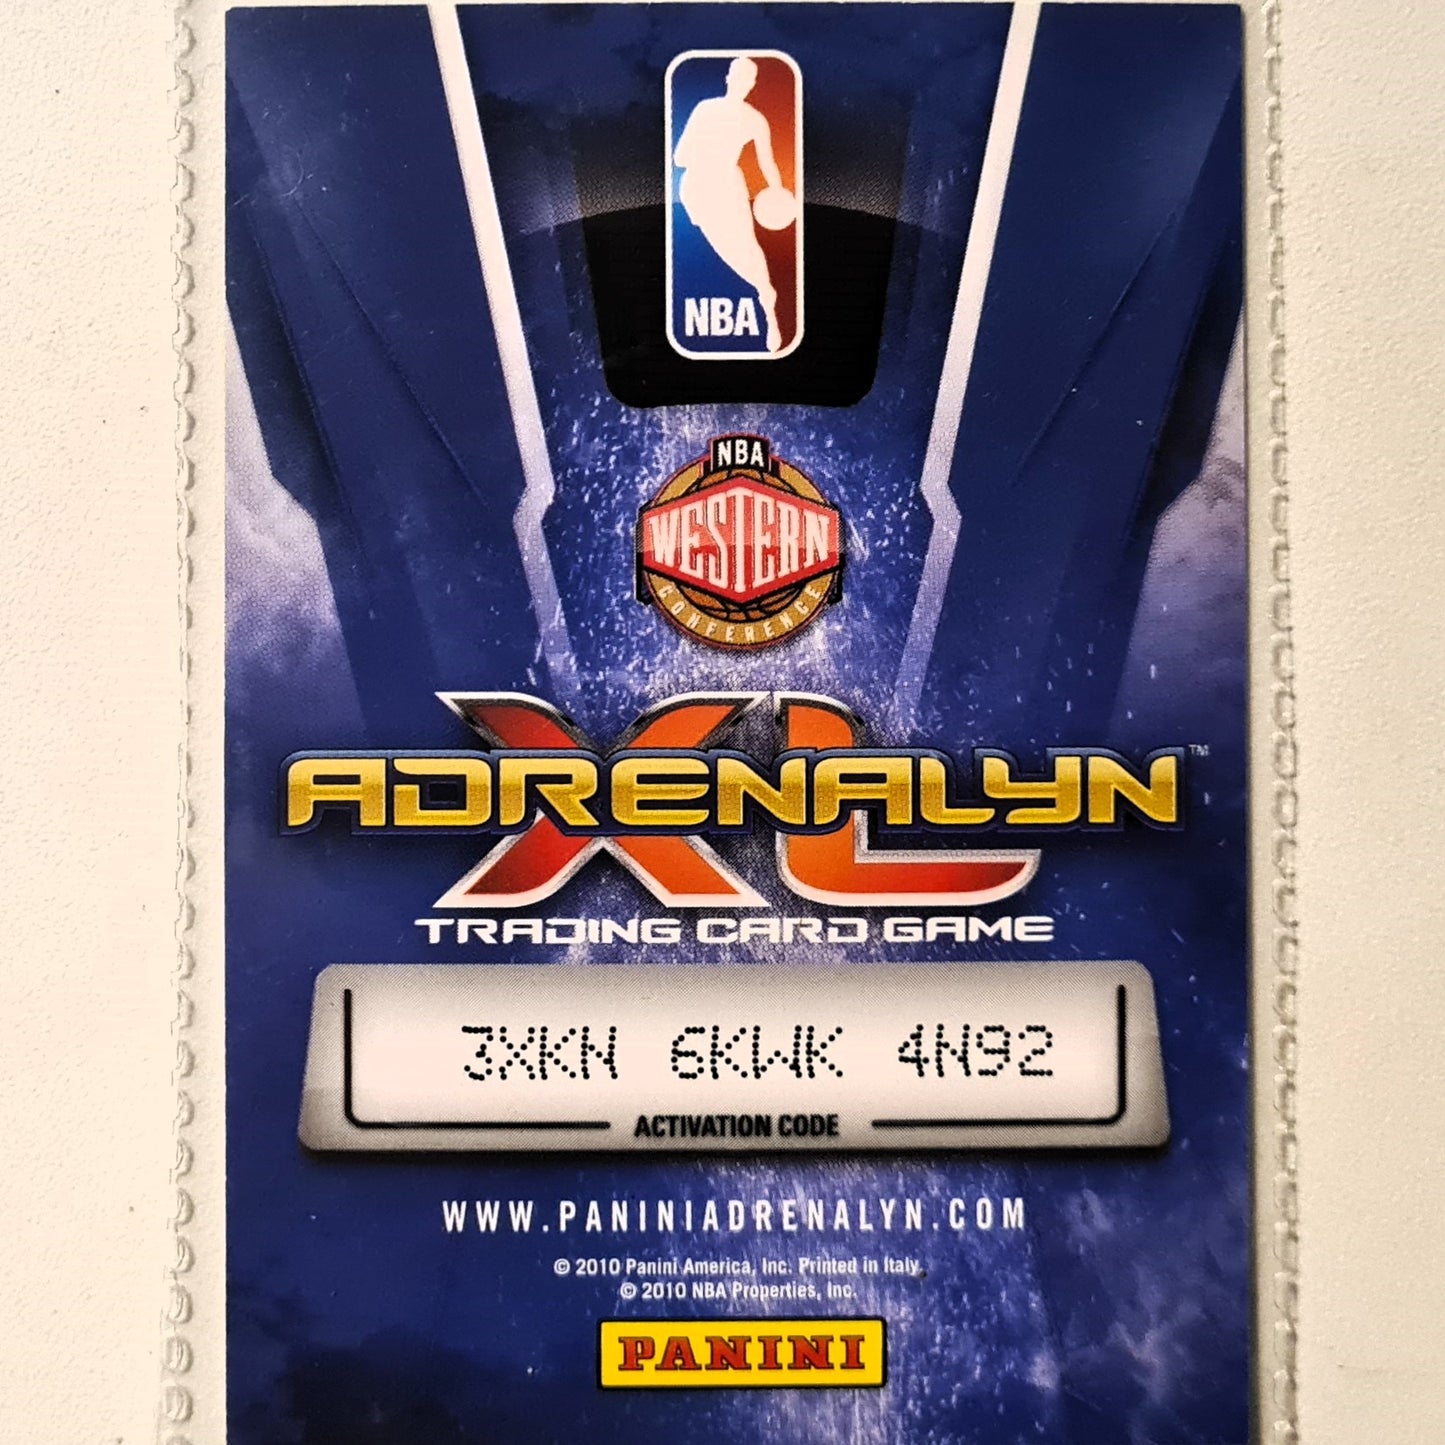 NBA
NBA
WESTERN
CONFERENCE
XL
ADRENALYN™
TRADING CARD GAME
3XKN 6KWK 4N92
ACTIVATION CODE
WWW.PANINIADRENALYN.COM
© 2010 Panini America, Inc. Printed in Italy.
© 2010 NBA Properties, Inc.
PANINI